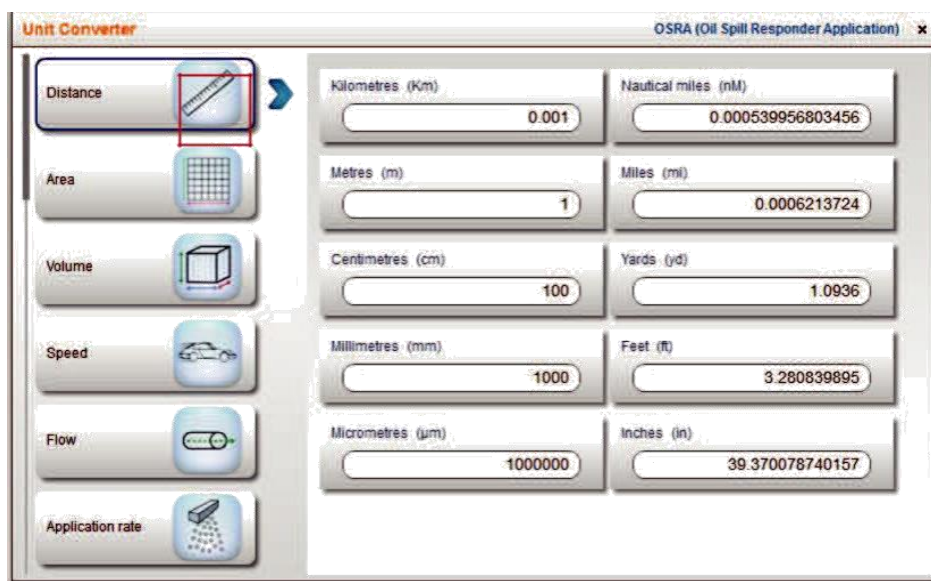 Unit Converter
OSRA (Oil Spill Responder Application) ×
Distance
Area
Volume
Speed
Flow
Application rate
Kilometres (Km)
0.001
Nautical miles (nM)
0.000539956803456
Metres (m)
1
Miles (mi)
0.0006213724
Centimetres (cm)
100
Yards (yd)
1.0936
Millimetres (mm)
1000
Feet (ft)
3.280839895
Micrometres (µm)
1000000
Inches (in)
39.370078740157